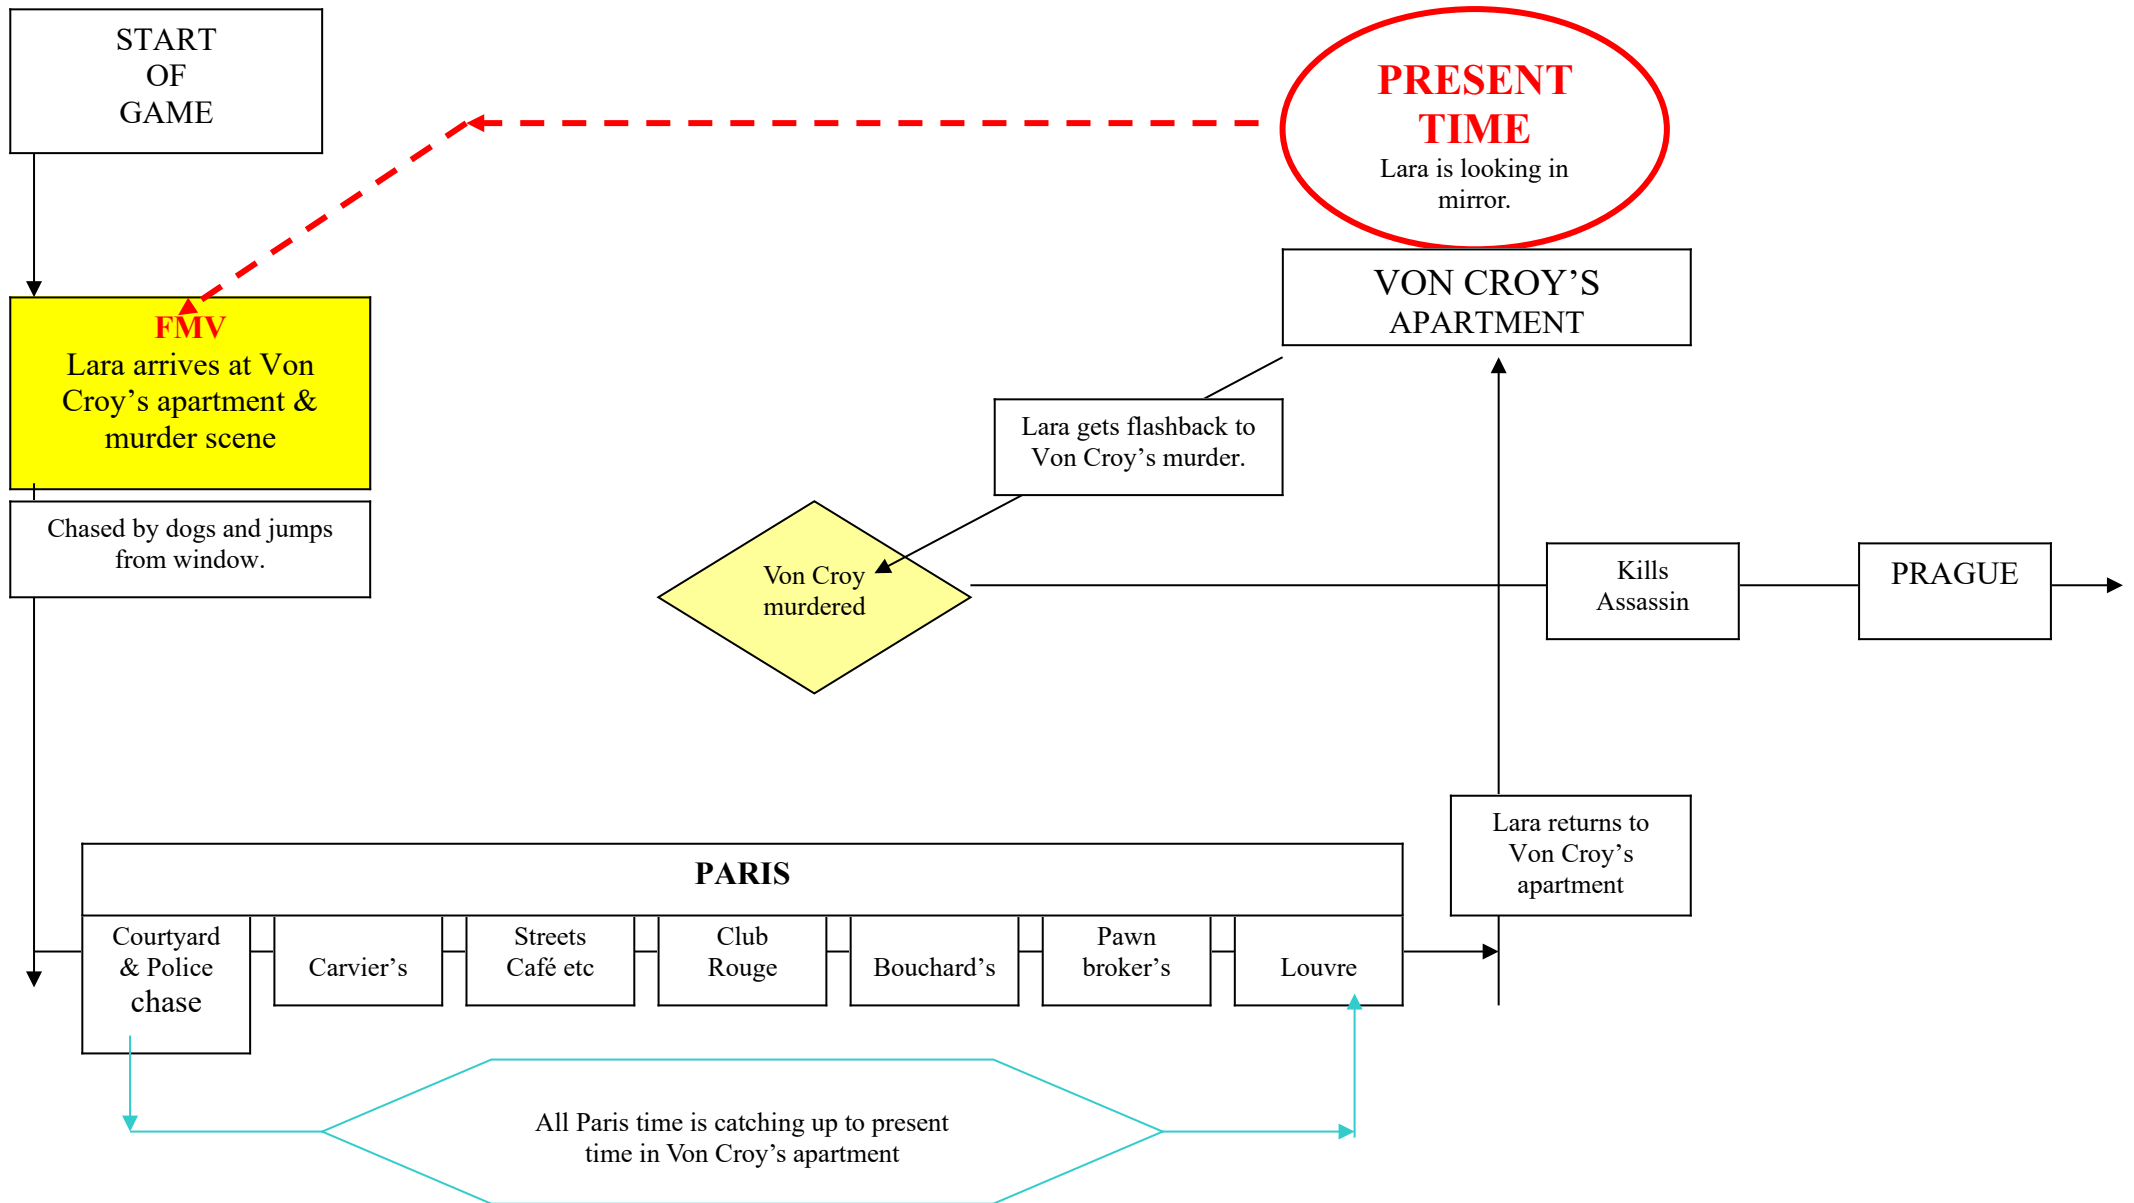 START
OF
GAME
PRESENT
TIME
Lara is looking in
mirror.
VON CROY’S
APARTMENT
FMV
Lara arrives at Von
Croy’s apartment &
murder scene
Chased by dogs and jumps
from window.
Lara gets flashback to
Von Croy’s murder.
Von Croy
murdered
Kills
Assassin
PRAGUE
Lara returns to
Von Croy’s
apartment
PARIS
Courtyard
& Police
chase
Carvier’s
Streets
Café etc
Club
Rouge
Bouchard’s
Pawn
broker’s
Louvre
All Paris time is catching up to present
time in Von Croy’s apartment